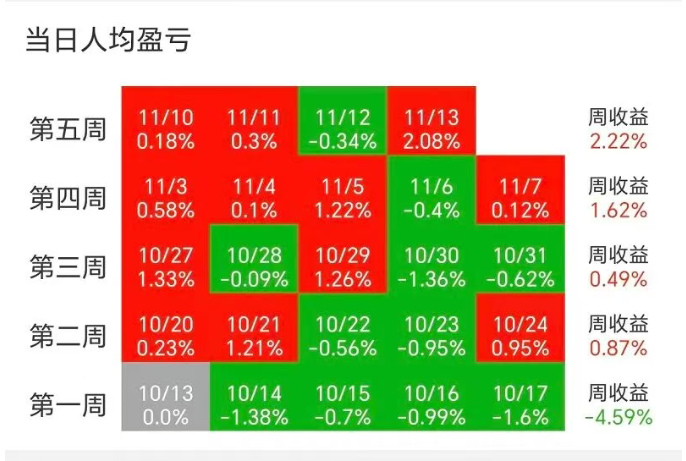 当日人均盈亏
第五周 11/10 11/11 11/12 11/13 周收益
0.18% 0.3% -0.34% 2.08% 2.22%
第四周 11/3 11/4 11/5 11/6 11/7 周收益
0.58% 0.1% 1.22% -0.4% 0.12% 1.62%
第三周 10/27 10/28 10/29 10/30 10/31 周收益
1.33% -0.09% 1.26% -1.36% -0.62% 0.49%
第二周 10/20 10/21 10/22 10/23 10/24 周收益
0.23% 1.21% -0.56% -0.95% 0.95% 0.87%
第一周 10/13 10/14 10/15 10/16 10/17 周收益
0.0% -1.38% -0.7% -0.99% -1.6% -4.59%